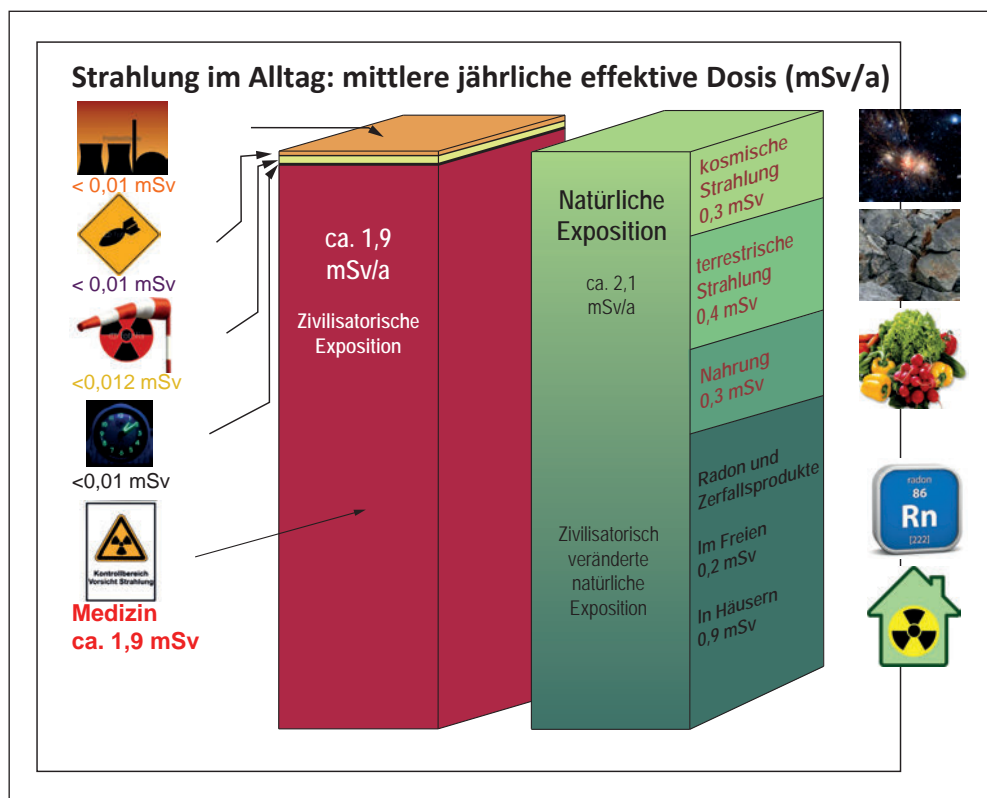 Strahlung im Alltag: mittlere jährliche effektive Dosis (mSv/a)
< 0,01 mSv
< 0,01 mSv
<0,012 mSv
<0,01 mSv
Kontrollbereich
Vorsicht Strahlung
Medizin
ca. 1,9 mSv
ca. 1,9
mSv/a
Zivilisatorische
Exposition
Natürliche
Exposition
ca. 2,1
mSv/a
Zivilisatorisch
veränderte
natürliche
Exposition
kosmische
Strahlung
0,3 mSv
terrestrische
Strahlung
0,4 mSv
Nahrung
0,3 mSv
Radon und
Zerfallsprodukte
Im Freien
0,2 mSv
In Häusern
0,9 mSv
radon
86
Rn
[222]